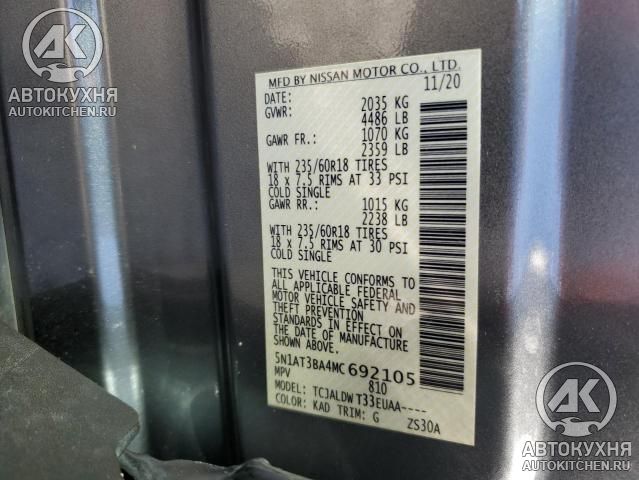 АВТОКУХНЯ
AUTOKITCHEN.RU
MFD BY NISSAN MOTOR CO., LTD.
DATE: 11/20
GVWR: 2035 KG
4486 LB
GAWR FR.: 1070 KG
2359 LB
WITH 235/60R18 TIRES
18 x 7.5 RIMS AT 33 PSI
COLD SINGLE
GAWR RR.: 1015 KG
2238 LB
WITH 235/60R18 TIRES
18 x 7.5 RIMS AT 30 PSI
COLD SINGLE
THIS VEHICLE CONFORMS TO
ALL APPLICABLE FEDERAL
MOTOR VEHICLE SAFETY AND
THEFT PREVENTION
STANDARDS IN EFFECT ON
THE DATE OF MANUFACTURE
SHOWN ABOVE.
5N1AT3BA4MC692105
MPV 810
MODEL: TCJALDWT33EUAA----
COLOR: KAD TRIM: G ZS30A
АВТОКУХНЯ
AUTOKITCHEN.RU